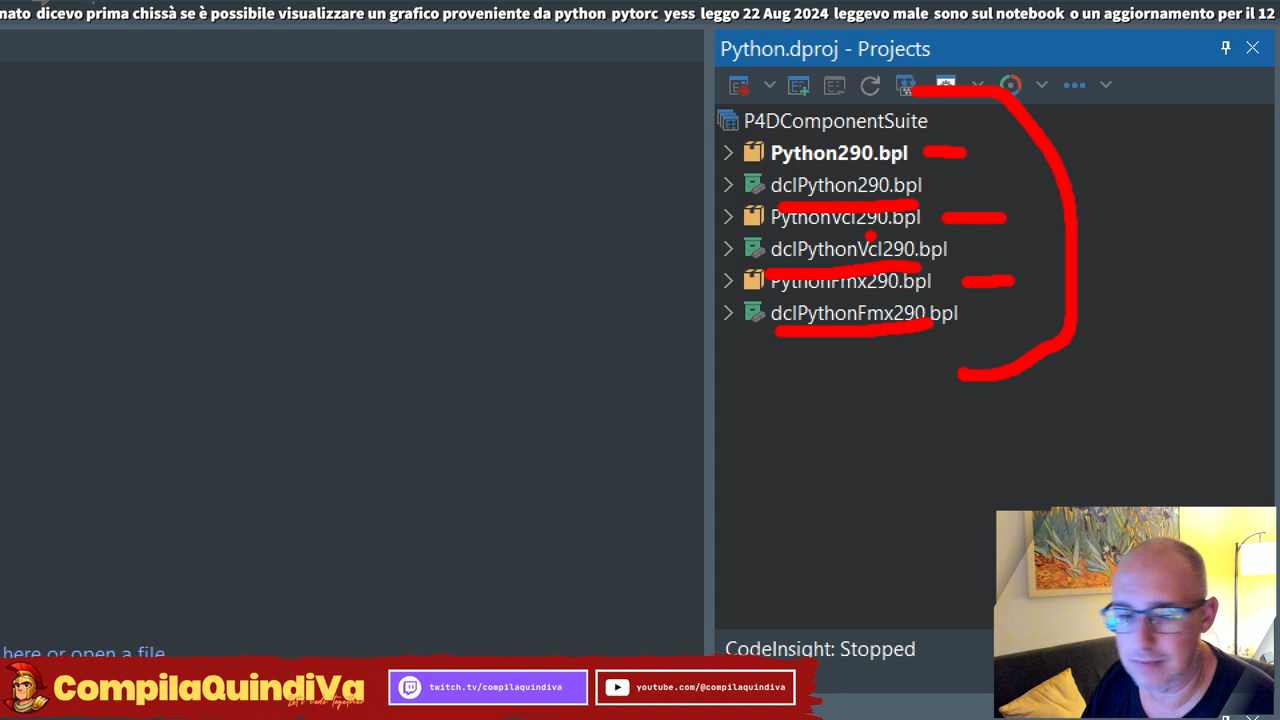 nato dicevo prima chissà se è possibile visualizzare un grafico proveniente da python pytorc yess leggo 22 Aug 2024 leggevo male sono sul notebook o un aggiornamento per il 12
Python.dproj - Projects
P4DComponentSuite
Python290.bpl
dclPython290.bpl
PythonVcl290.bpl
dclPythonVcl290.bpl
PythonFmx290.bpl
dclPythonFmx290.bpl
here or open a file
CodeInsight: Stopped
CompilaQuindiVa
Let's code Together
twitch.tv/compilaquindiva
youtube.com/@compilaquindiva